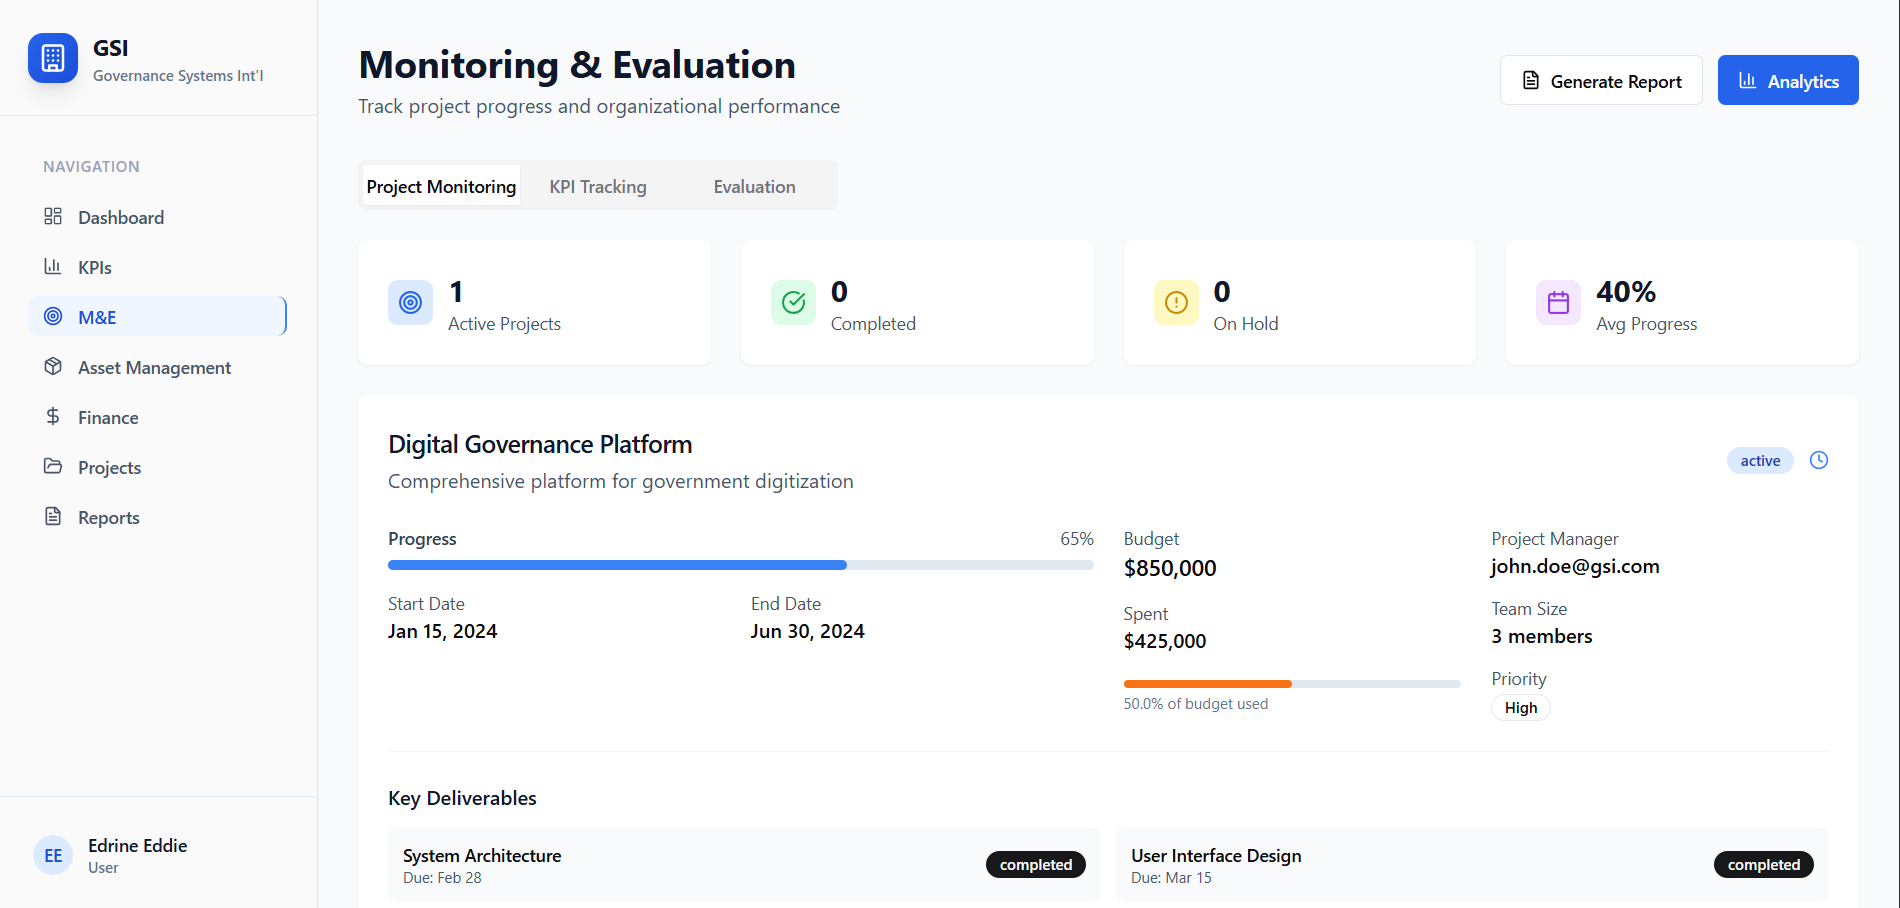 GSI
Governance Systems Int'l
NAVIGATION
Dashboard
KPIs
M&E
Asset Management
Finance
Projects
Reports
EE
Edrine Eddie
User
Monitoring & Evaluation
Track project progress and organizational performance
Generate Report
Analytics
Project Monitoring
KPI Tracking
Evaluation
1
Active Projects
0
Completed
0
On Hold
40%
Avg Progress
Digital Governance Platform
Comprehensive platform for government digitization
active
Progress
65%
Start Date
Jan 15, 2024
End Date
Jun 30, 2024
Budget
$850,000
Spent
$425,000
50.0% of budget used
Project Manager
john.doe@gsi.com
Team Size
3 members
Priority
High
Key Deliverables
System Architecture
Due: Feb 28
completed
User Interface Design
Due: Mar 15
completed